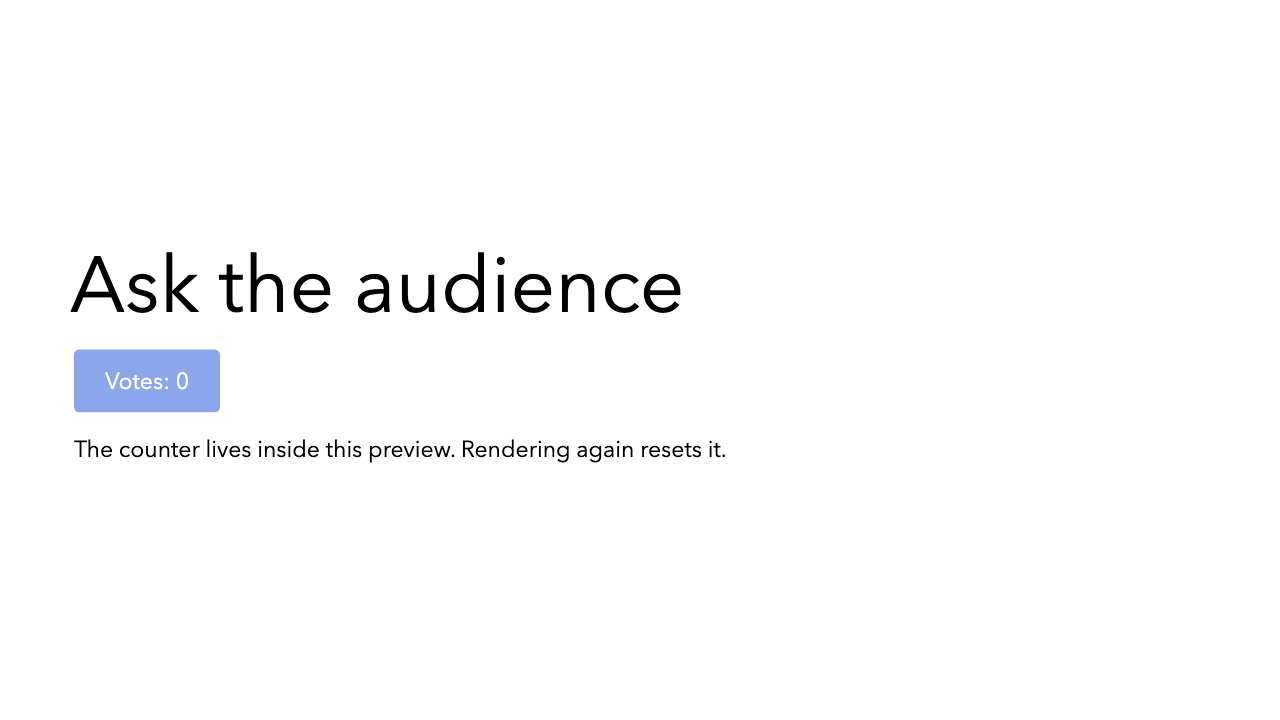 Ask the audience
Votes: 0
The counter lives inside this preview. Rendering again resets it.